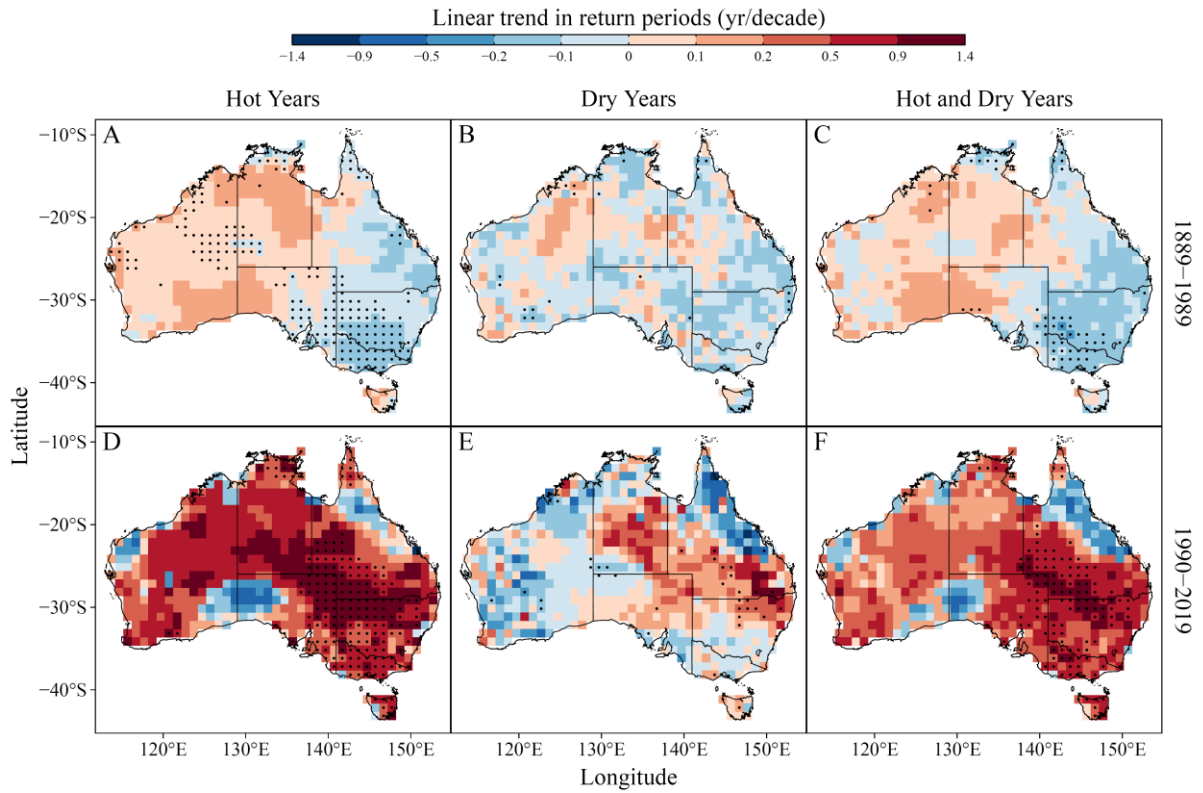 Linear trend in return periods (yr/decade)
−1.4 −0.9 −0.5 −0.2 −0.1 0 0.1 0.2 0.5 0.9 1.4
Hot Years Dry Years Hot and Dry Years
A B C
−10°S
−20°S
−30°S
−40°S
1889−1989
D E F
−10°S
−20°S
−30°S
−40°S
1990−2019
Latitude
120°E 130°E 140°E 150°E 120°E 130°E 140°E 150°E 120°E 130°E 140°E 150°E
Longitude